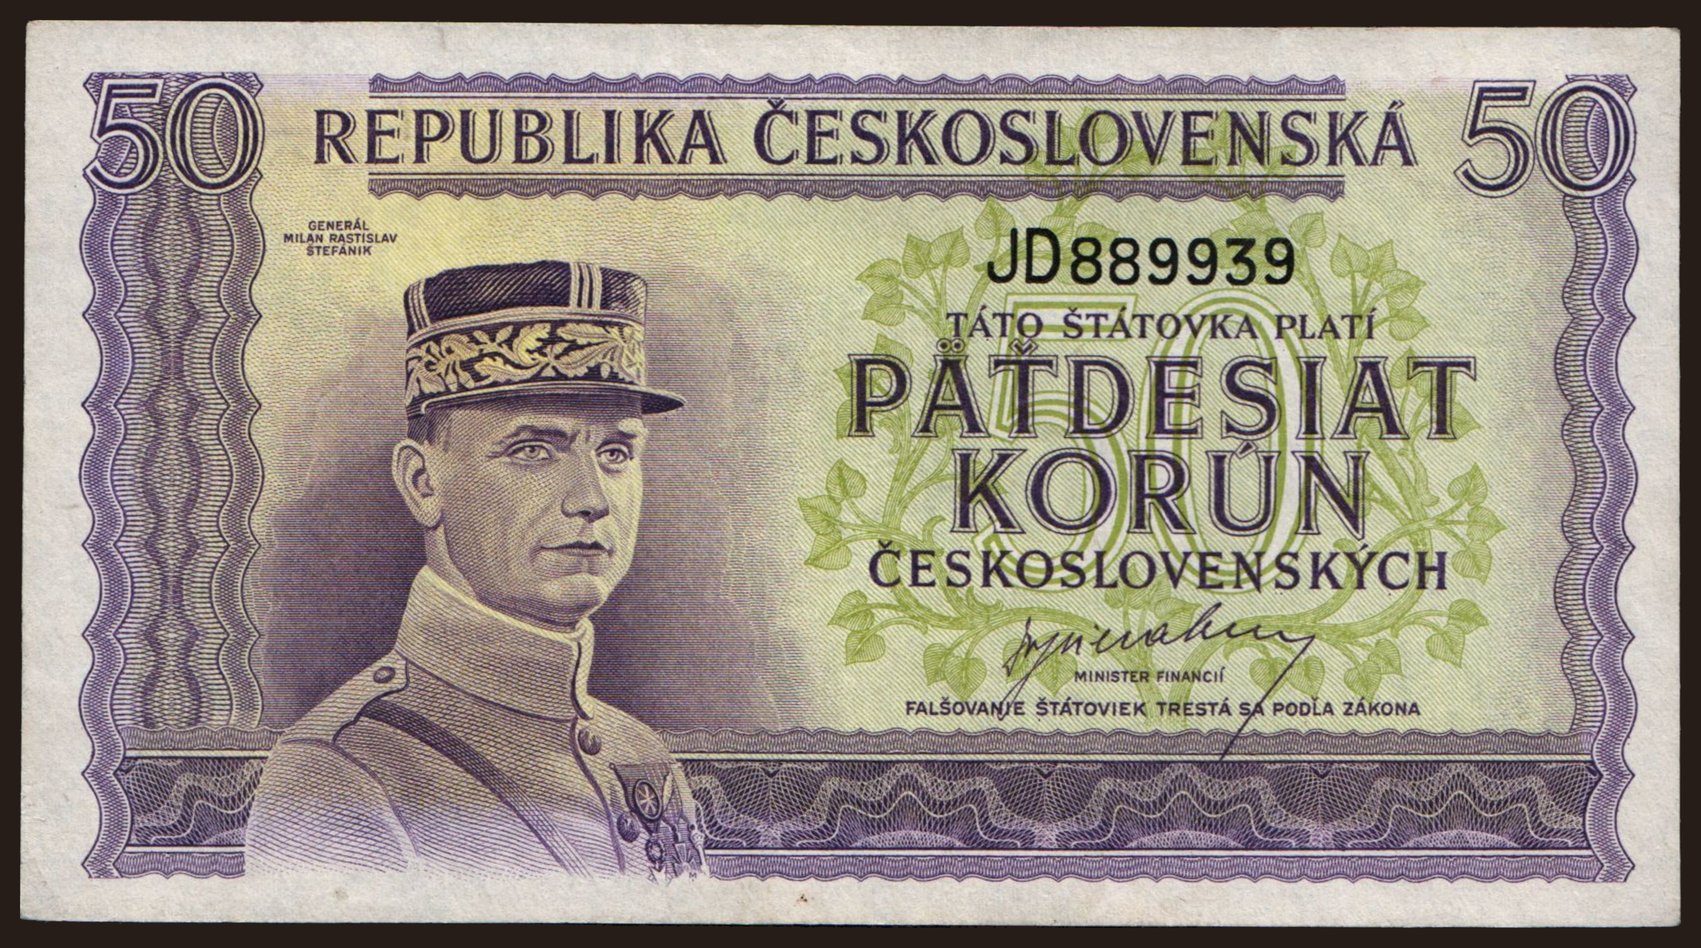 50 REPUBLIKA ČESKOSLOVENSKÁ 50
GENERÁL
MILAN RASTISLAV
ŠTEFÁNIK
JD889939
TÁTO ŠTÁTOVKA PLATÍ
50
PÄŤDESIAT
KORÚN
ČESKOSLOVENSKÝCH
MINISTER FINANCIÍ
FALŠOVANIE ŠTÁTOVIEK TRESTÁ SA PODĽA ZÁKONA